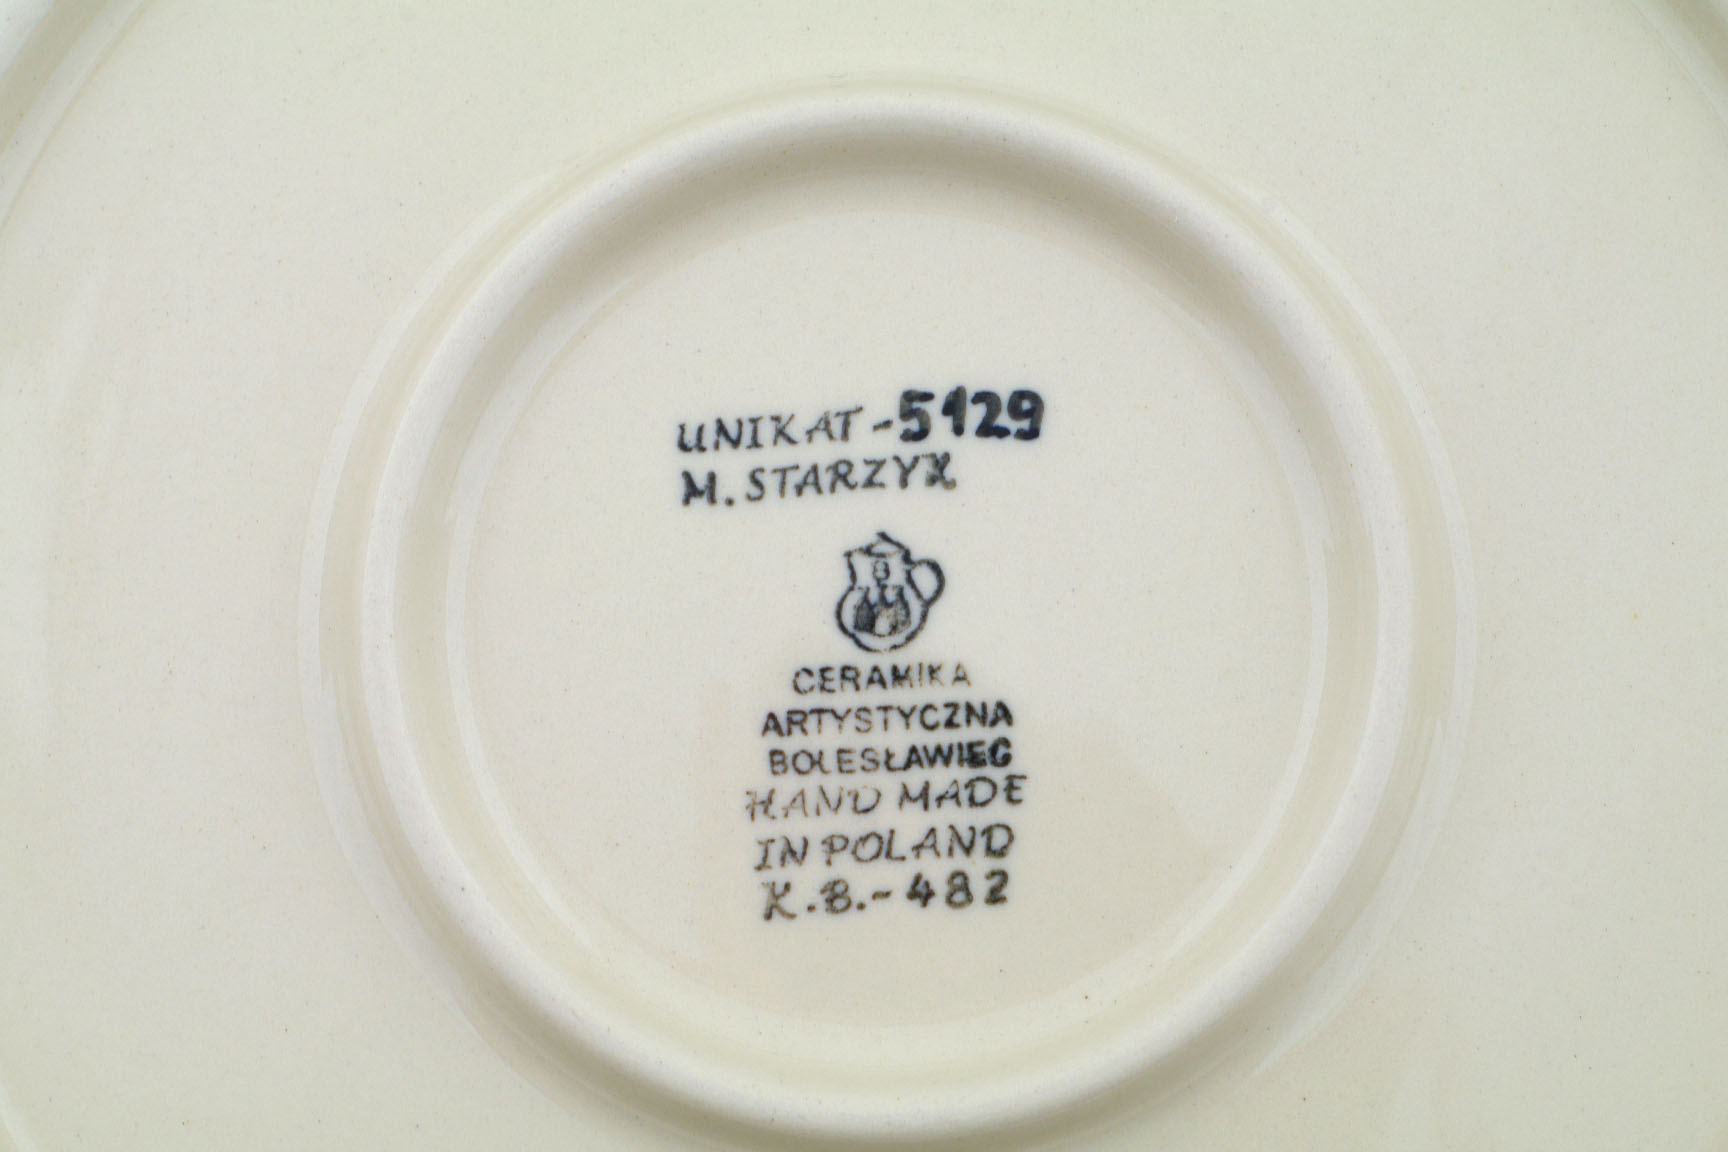 UNIKAT-5129
M. STARZYK
CERAMIKA
ARTYSTYCZNA
BOLESŁAWIEC
HAND MADE
IN POLAND
K.B.-482